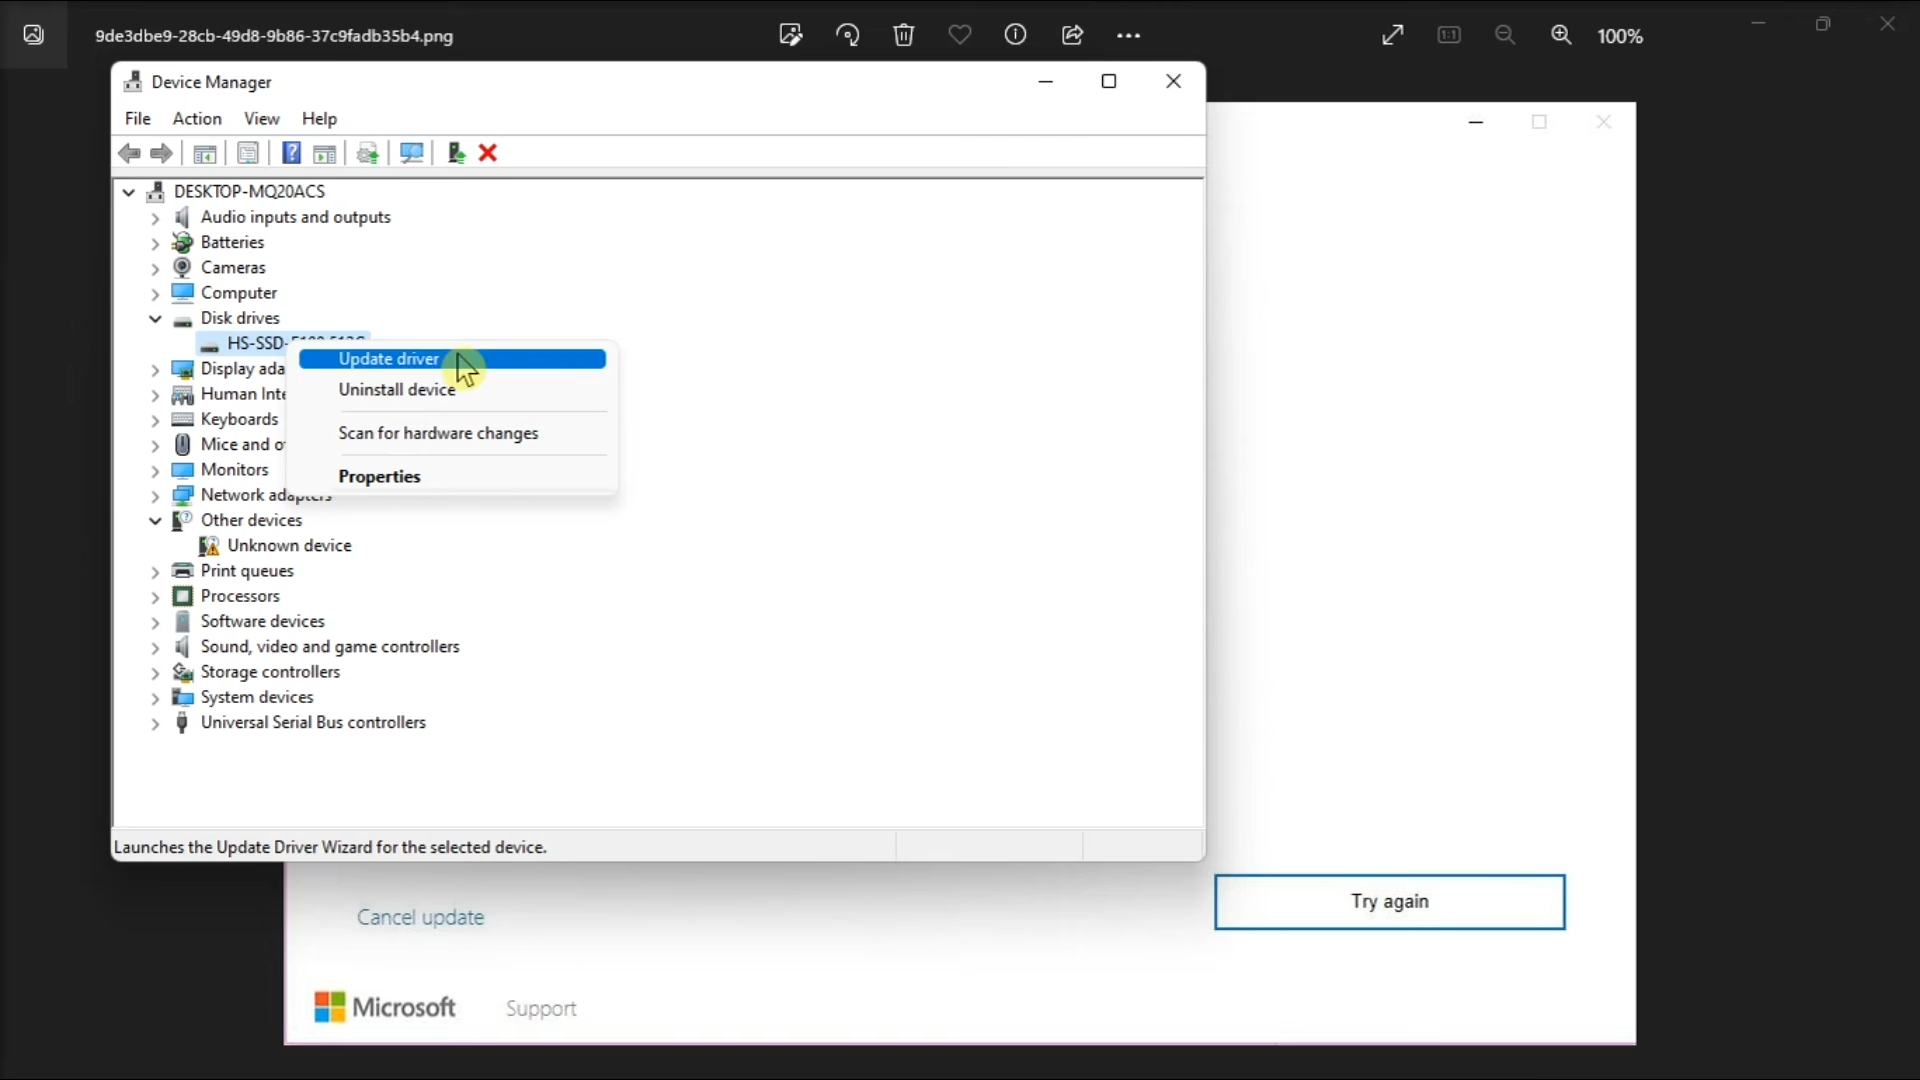 9de3dbe9-28cb-49d8-9b86-37c9fadb35b4.png
1:1
100%
Device Manager
File Action View Help
DESKTOP-MQ20ACS
Audio inputs and outputs
Batteries
Cameras
Computer
Disk drives
HS-SSD-
Update driver
Display ada
Uninstall device
Human Inte
Keyboards
Scan for hardware changes
Mice and o
Monitors
Properties
Network adapters
Other devices
Unknown device
Print queues
Processors
Software devices
Sound, video and game controllers
Storage controllers
System devices
Universal Serial Bus controllers
Launches the Update Driver Wizard for the selected device.
Try again
Cancel update
Microsoft Support